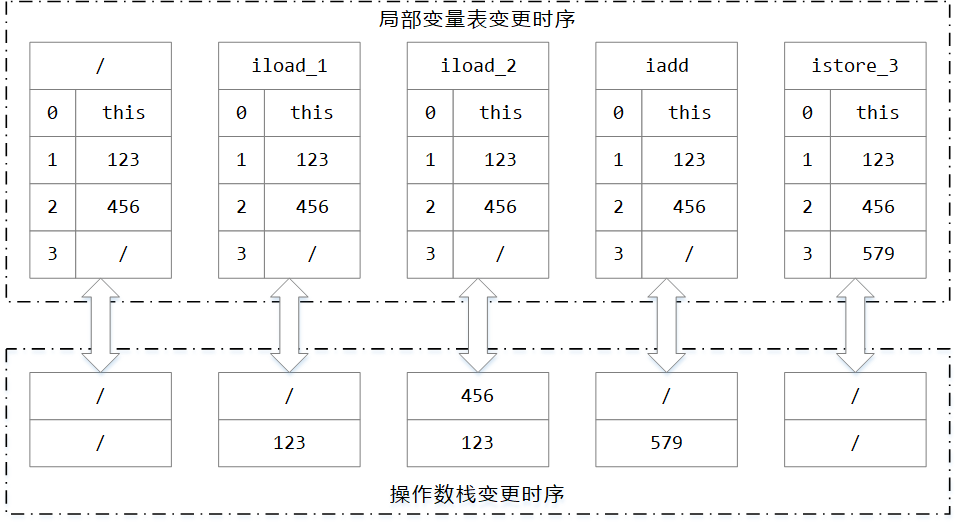 局部变量表变更时序
/ iload_1 iload_2 iadd istore_3
0 this 0 this 0 this 0 this 0 this
1 123 1 123 1 123 1 123 1 123
2 456 2 456 2 456 2 456 2 456
3 / 3 / 3 / 3 / 3 579
/ / 456 / /
/ 123 123 579 /
操作数栈变更时序